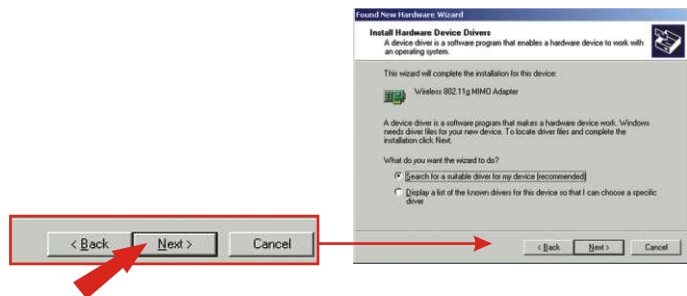 Found New Hardware Wizard
Install Hardware Device Drivers
A device driver is a software program that enables a hardware device to work with
an operating system.
This wizard will complete the installation for this device:
Wireless 802.11g MIMO Adapter
A device driver is a software program that makes a hardware device work. Windows
needs driver files for your new device. To locate driver files and complete the
installation click Next.
What do you want the wizard to do?
Search for a suitable driver for my device (recommended)
Display a list of the known drivers for this device so that I can choose a specific
driver
< Back Next > Cancel
< Back Next > Cancel